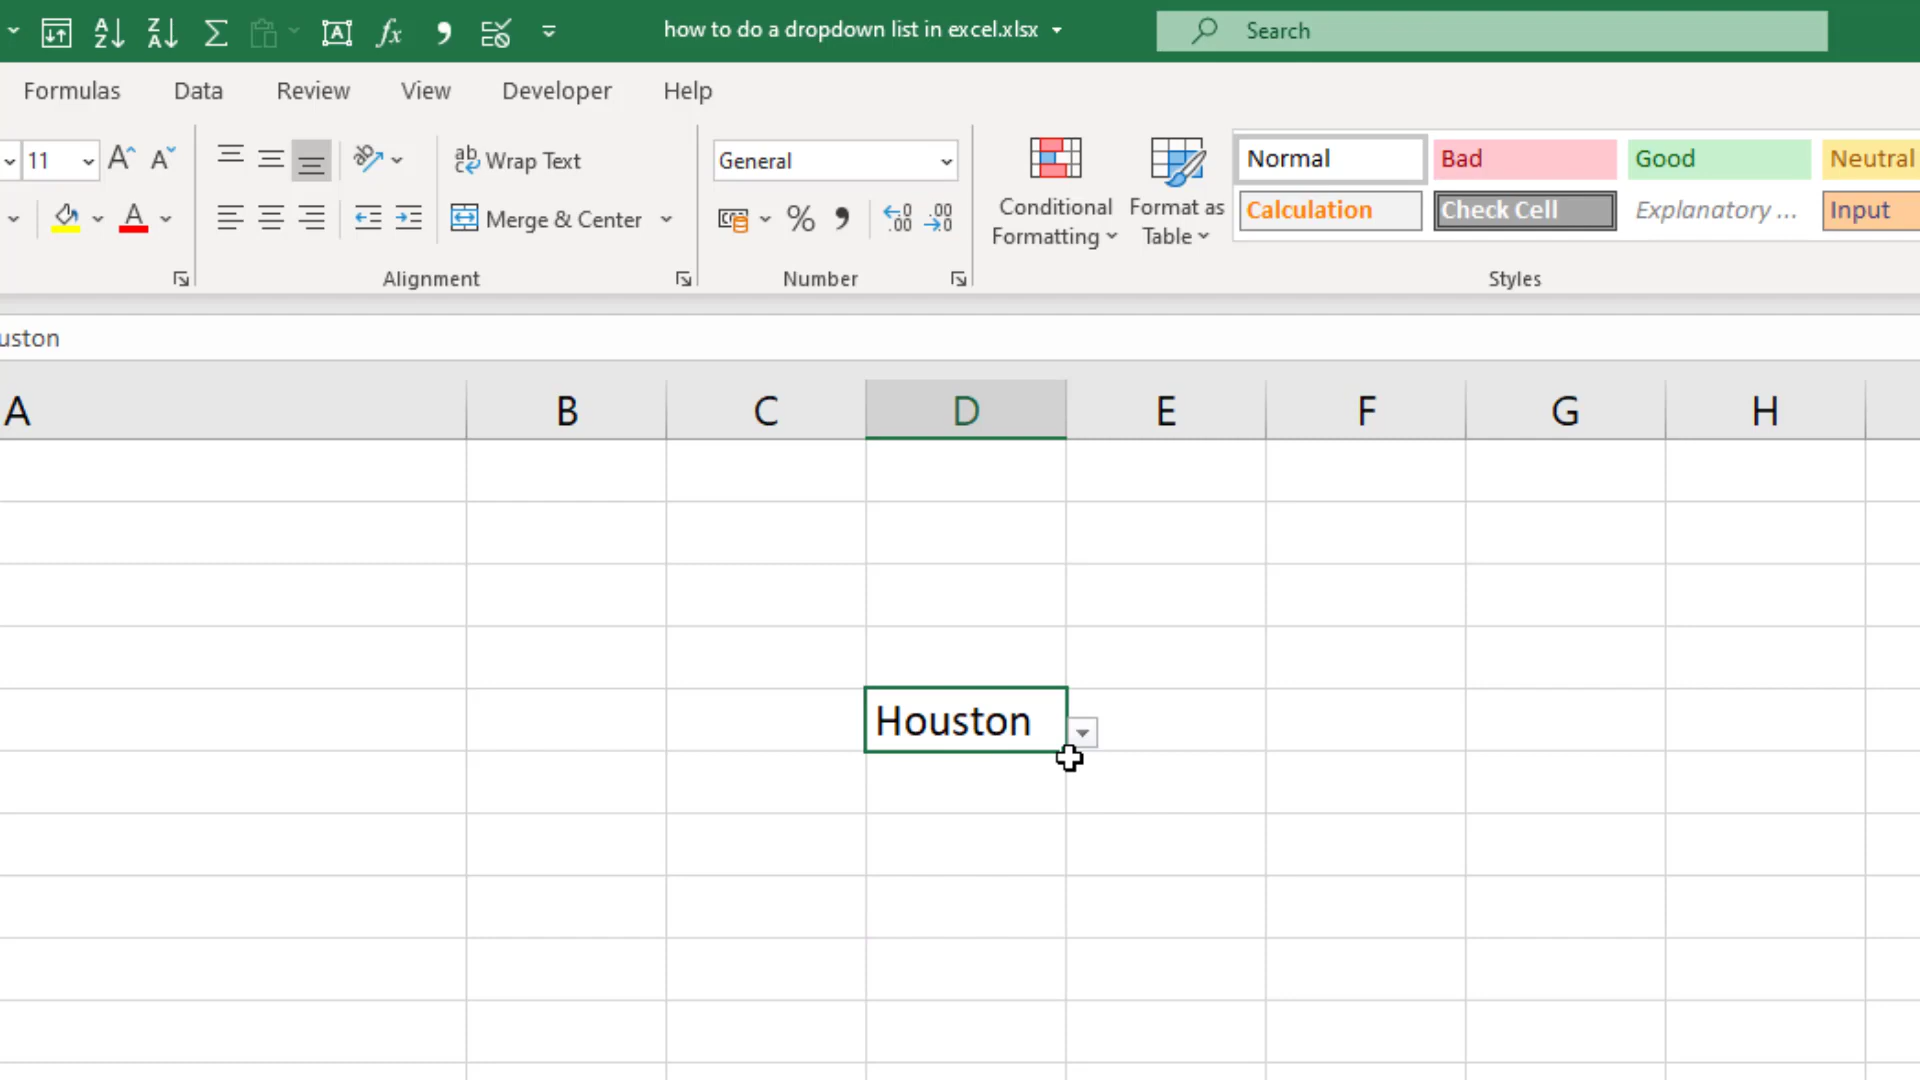 how to do a dropdown list in excel.xlsx
Search
Formulas Data Review View Developer Help
11
Wrap Text
Merge & Center
Alignment
General
Number
Conditional Formatting
Format as Table
Normal Bad Good Neutral
Calculation Check Cell Explanatory ... Input
Styles
uston
A B C D E F G H
Houston